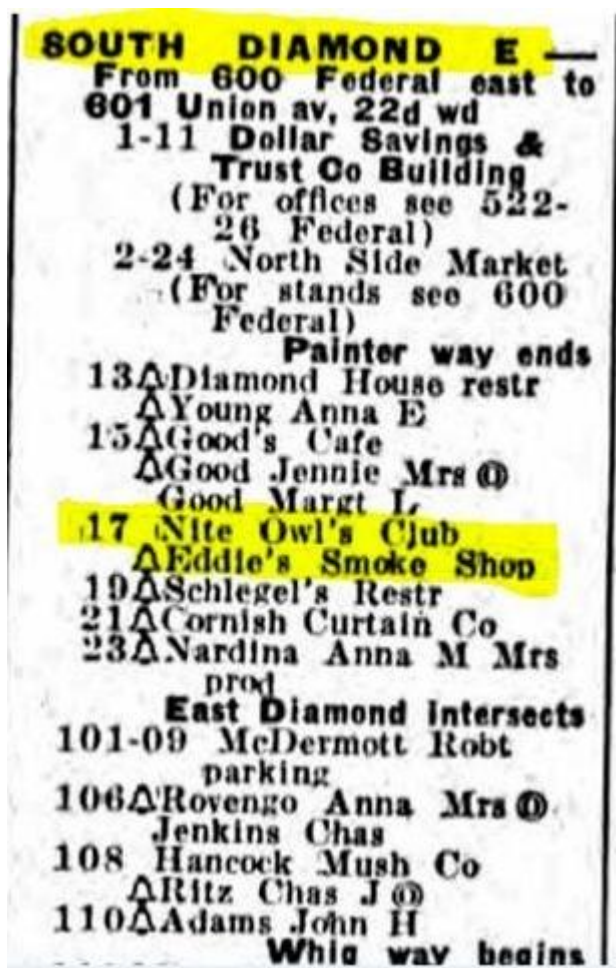 SOUTH DIAMOND E —
From 600 Federal east to
601 Union av, 22d wd
1-11 Dollar Savings &
Trust Co Building
(For offices see 522-
26 Federal)
2-24 North Side Market
(For stands see 600
Federal)
Painter way ends
13 Diamond House restr
Young Anna E
15 Good's Cafe
Good Jennie Mrs Ⓞ
Good Margt L
17 Nite Owl's Club
Eddie's Smoke Shop
19 Schlegel's Restr
21 Cornish Curtain Co
23 Nardina Anna M Mrs
prod
East Diamond intersects
101-09 McDermott Robt
parking
106 Rovengo Anna Mrs Ⓞ
Jenkins Chas
108 Hancock Mush Co
Ritz Chas J Ⓞ
110 Adams John H
Whig way begins